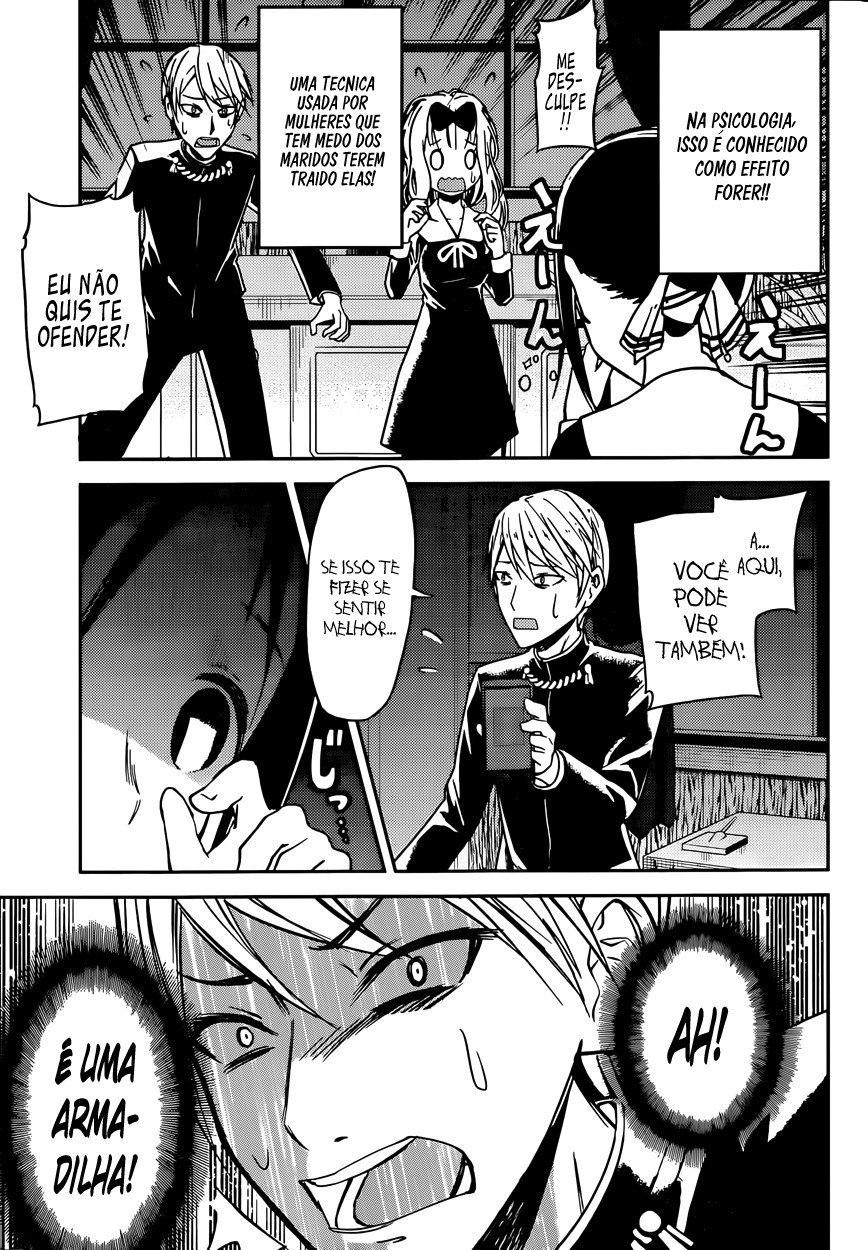 NA PSICOLOGIA,
ISSO É CONHECIDO
COMO EFEITO
FORER!!
ME
DES-
CULPE
!!
えーん
えーん
UMA TECNICA
USADA POR
MULHERES QUE
TEM MEDO DOS
MARIDOS TEREM
TRAIDO ELAS!
EU NÃO
QUIS TE
OFENDER!
A...
AQUI,
VOCÊ
PODE
VER
TAMBÉM!
SE ISSO TE
FIZER SE
SENTIR
MELHOR...
じっ…
AH!
É UMA
ARMA-
DILHA!